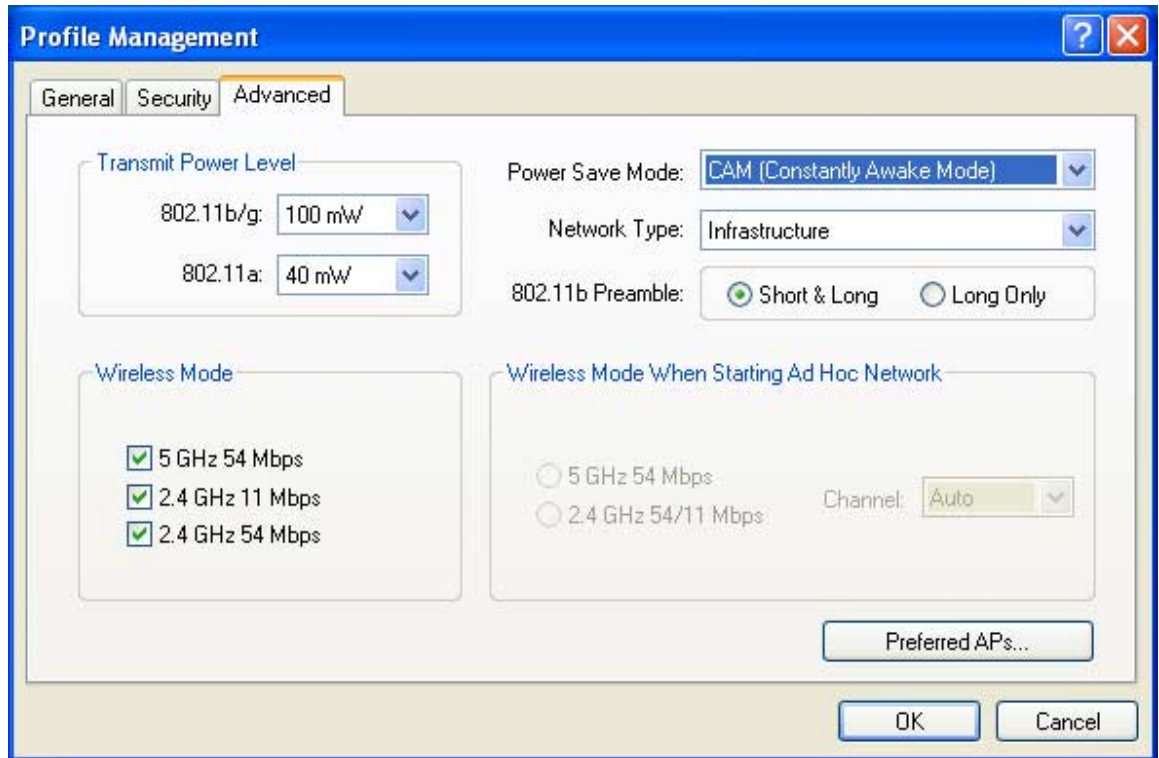 Profile Management
General Security Advanced
Transmit Power Level
802.11b/g: 100 mW
802.11a: 40 mW
Power Save Mode: CAM (Constantly Awake Mode)
Network Type: Infrastructure
802.11b Preamble: Short & Long Long Only
Wireless Mode
5 GHz 54 Mbps
2.4 GHz 11 Mbps
2.4 GHz 54 Mbps
Wireless Mode When Starting Ad Hoc Network
5 GHz 54 Mbps
2.4 GHz 54/11 Mbps
Channel: Auto
Preferred APs...
OK Cancel